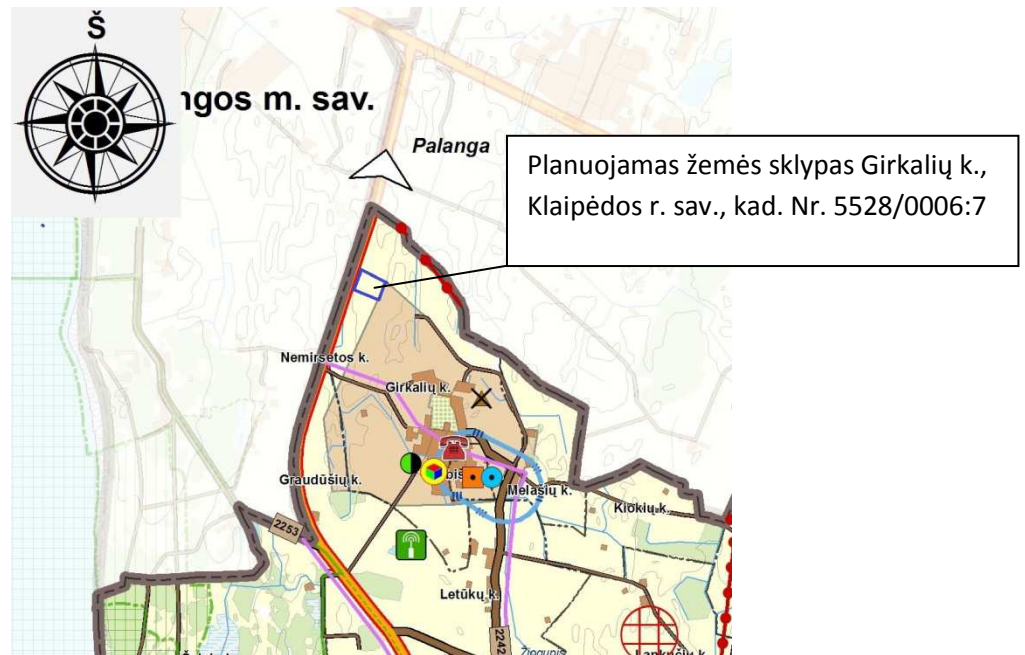 Š
ngos m. sav.
Palanga
Planuojamas žemės sklypas Girkalių k.,
Klaipėdos r. sav., kad. Nr. 5528/0006:7
Nemirsetos k.
Girkalių k.
Graudūšių k.
Melašių k.
Kiokių k.
2253
Letūkų k.
2242